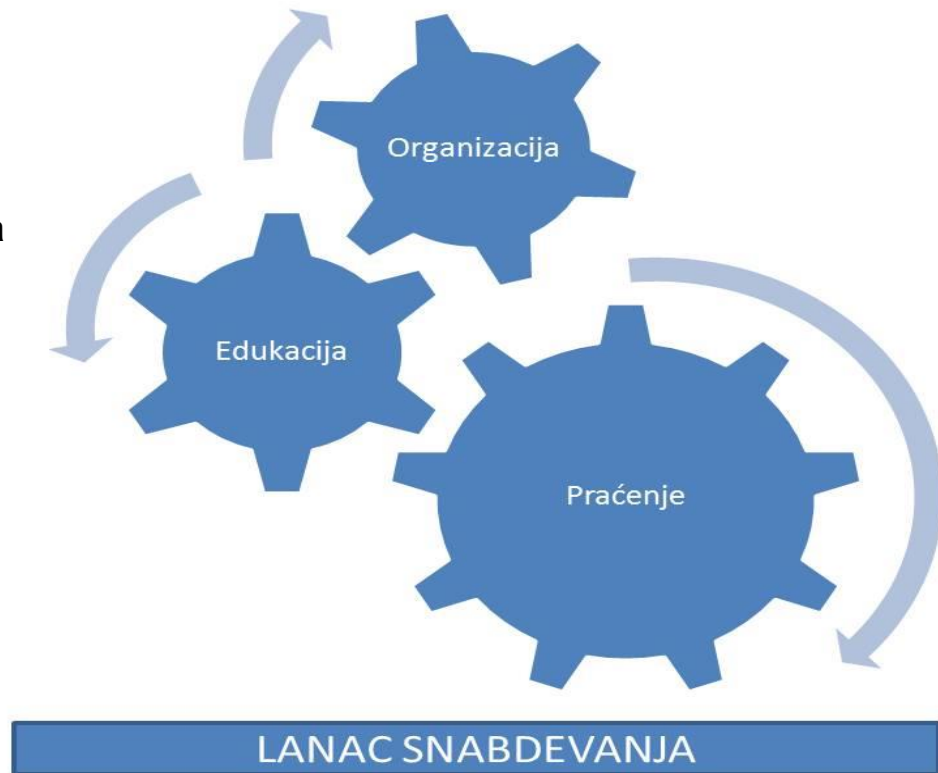 Organizacija
a
Edukacija
Praćenje
LANAC SNABDEVANJA